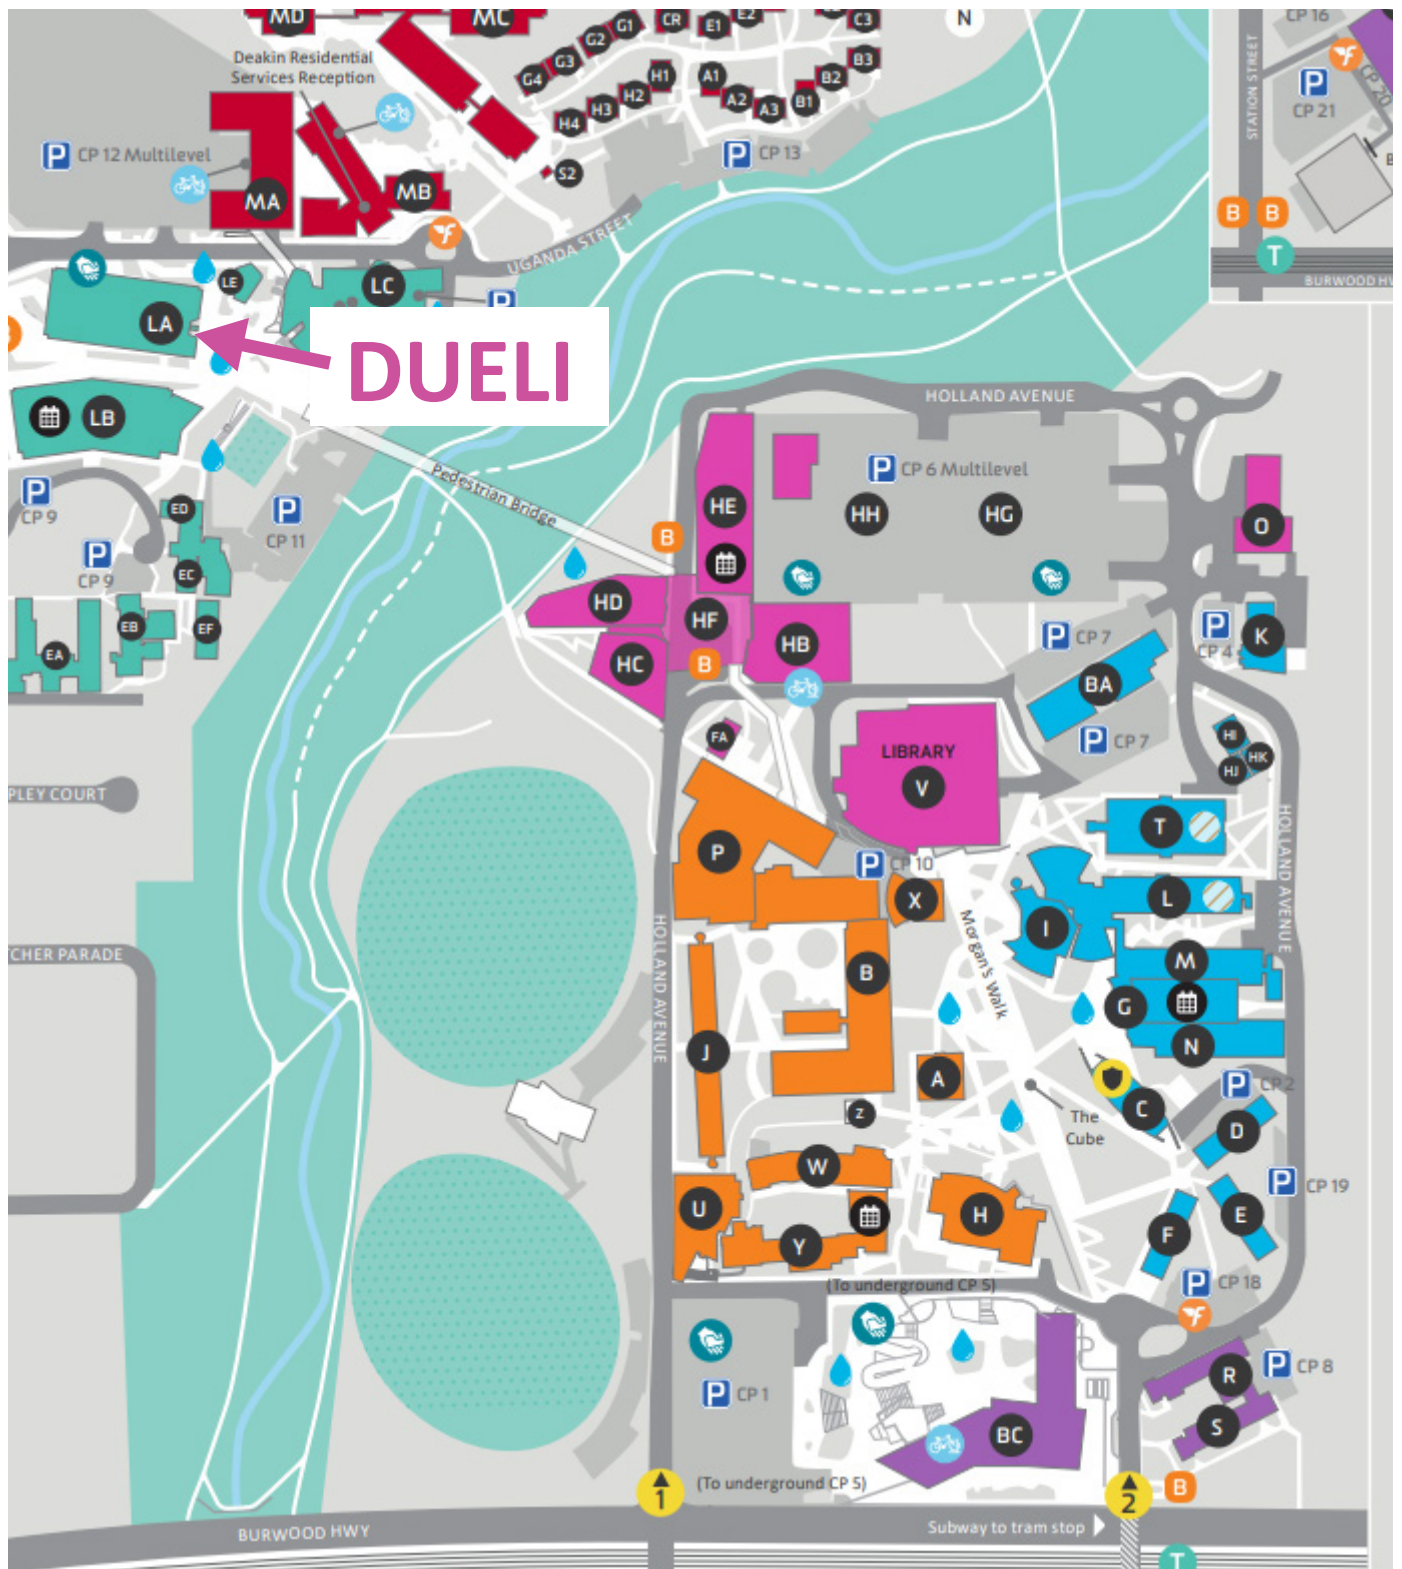 MD
MC
G1
CR
E1
E2
C3
N
CP 16
G2
G3
G4
H1
A1
B3
B2
A2
A3
B1
H2
H3
H4
Deakin Residential
Services Reception
STATION STREET
P
CP 21
CP 20
P
CP 12 Multilevel
P
CP 13
S2
MA
MB
B
B
B
T
UGANDA STREET
BURWOOD HW
LE
LC
P
LA
DUELI
LB
HOLLAND AVENUE
P
CP 6 Multilevel
Pedestrian Bridge
P
CP 9
ED
P
CP 11
HE
HH
HG
O
B
P
CP 9
EC
HD
HF
HB
P
CP 7
P
CP 4
K
EB
EF
EA
HC
B
BA
FA
P
CP 7
HI
HK
HJ
LIBRARY
V
PLEY COURT
T
P
P
CP 10
X
L
I
HOLLAND AVENUE
HOLLAND AVENUE
Morgan's Walk
TCHER PARADE
B
M
G
N
J
A
P
CP 2
Z
The
Cube
C
D
W
P
CP 19
U
H
E
Y
F
(To underground CP 5)
P
CP 18
P
CP 1
P
CP 8
R
S
BC
(To underground CP 5)
1
2
B
BURWOOD HWY
Subway to tram stop
T